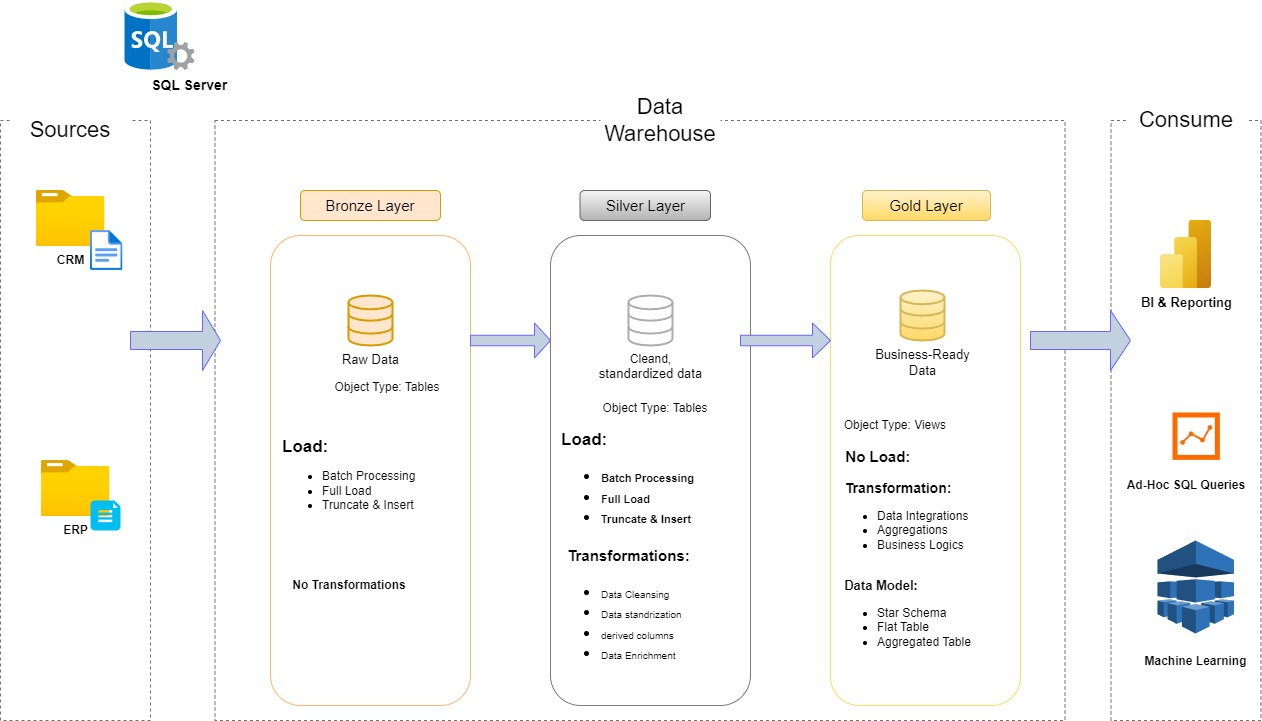 SQL
SQL Server
Sources
CRM
ERP
Data
Warehouse
Bronze Layer
Raw Data
Object Type: Tables
Load:
Batch Processing
Full Load
Truncate & Insert
No Transformations
Silver Layer
Cleand,
standardized data
Object Type: Tables
Load:
Batch Processing
Full Load
Truncate & Insert
Transformations:
Data Cleansing
Data standrization
derived columns
Data Enrichment
Gold Layer
Business-Ready
Data
Object Type: Views
No Load:
Transformation:
Data Integrations
Aggregations
Business Logics
Data Model:
Star Schema
Flat Table
Aggregated Table
Consume
BI & Reporting
Ad-Hoc SQL Queries
Machine Learning